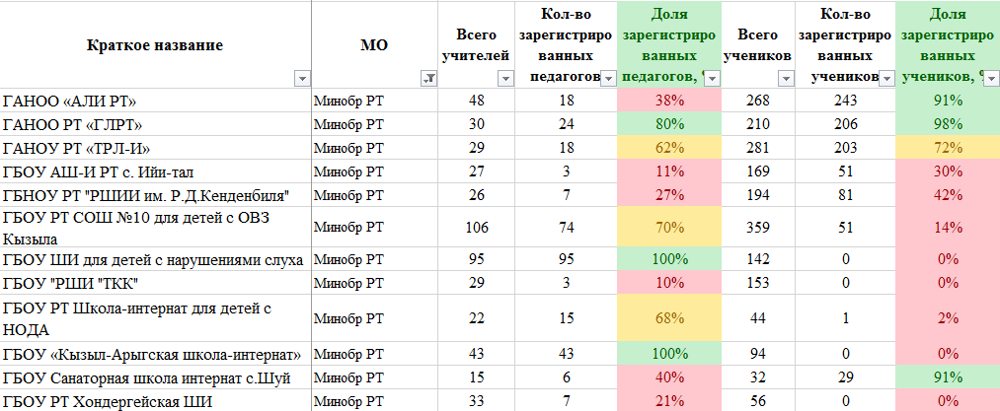 Краткое название МО Всего учителей Кол-во зарегистрированных педагогов Доля зарегистрированных педагогов, % Всего учеников Кол-во зарегистрированных учеников Доля зарегистрированных учеников, %
ГАНОО «АЛИ РТ» Минобр РТ 48 18 38% 268 243 91%
ГАНОО РТ «ГЛРТ» Минобр РТ 30 24 80% 210 206 98%
ГАНОУ РТ «ТРЛ-И» Минобр РТ 29 18 62% 281 203 72%
ГБОУ АШ-И РТ с. Ийи-тал Минобр РТ 27 3 11% 169 51 30%
ГБНОУ РТ "РШИИ им. Р.Д.Кенденбиля" Минобр РТ 26 7 27% 194 81 42%
ГБОУ РТ СОШ №10 для детей с ОВЗ
Кызыла Минобр РТ 106 74 70% 359 51 14%
ГБОУ ШИ для детей с нарушениями слуха Минобр РТ 95 95 100% 142 0 0%
ГБОУ "РШИ "ТКК" Минобр РТ 29 3 10% 153 0 0%
ГБОУ РТ Школа-интернат для детей с
НОДА Минобр РТ 22 15 68% 44 1 2%
ГБОУ «Кызыл-Арыгская школа-интернат» Минобр РТ 43 43 100% 94 0 0%
ГБОУ Санаторная школа интернат с.Шуй Минобр РТ 15 6 40% 32 29 91%
ГБОУ РТ Хондергейская ШИ Минобр РТ 33 7 21% 56 0 0%